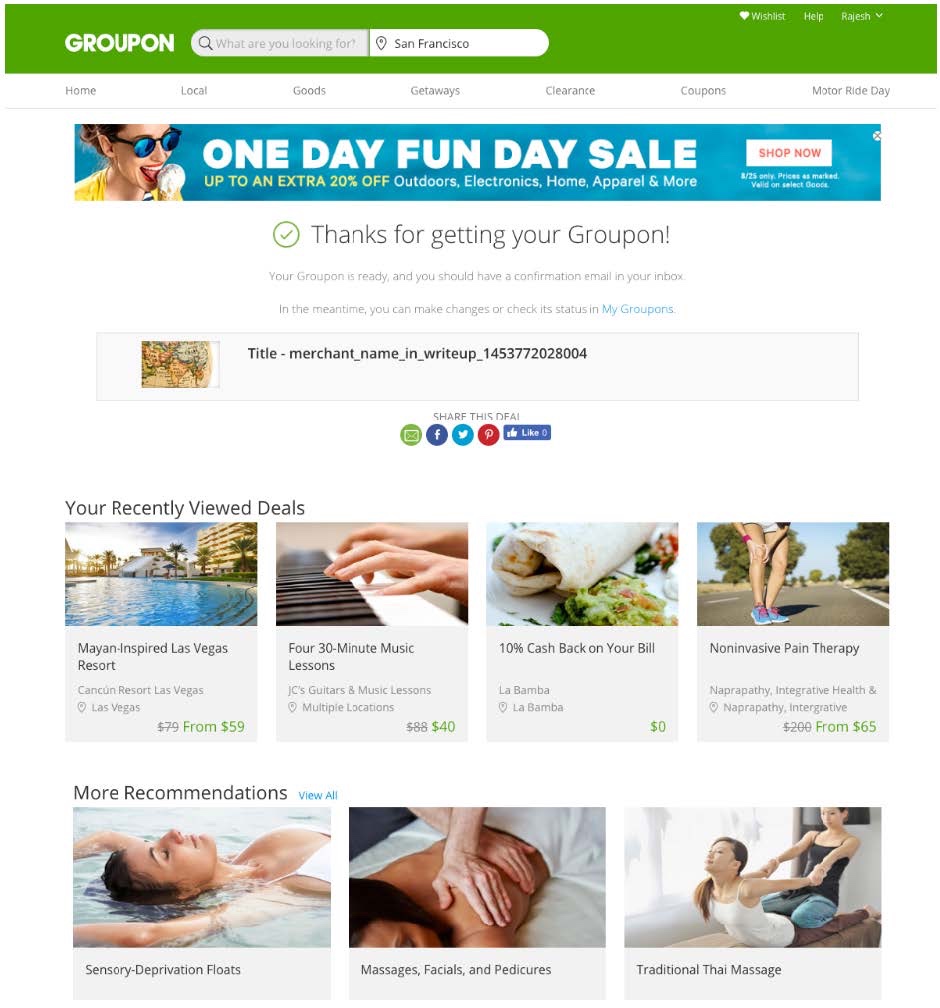 Wishlist Help Rajesh
GROUPON What are you looking for? San Francisco
Home Local Goods Getaways Clearance Coupons Motor Ride Day
ONE DAY FUN DAY SALE
UP TO AN EXTRA 20% OFF Outdoors, Electronics, Home, Apparel & More
SHOP NOW
8/25 only. Prices as marked.
Valid on select Goods.
Thanks for getting your Groupon!
Your Groupon is ready, and you should have a confirmation email in your inbox.
In the meantime, you can make changes or check its status in My Groupons.
Title - merchant_name_in_writeup_1453772028004
SHARE THIS DEAL
f Like 0
Your Recently Viewed Deals
Mayan-Inspired Las Vegas
Resort
Cancún Resort Las Vegas
Las Vegas
$79 From $59
Four 30-Minute Music
Lessons
JC's Guitars & Music Lessons
Multiple Locations
$88 $40
10% Cash Back on Your Bill
La Bamba
La Bamba
$0
Noninvasive Pain Therapy
Naprapathy, Integrative Health &
Naprapathy, Intergrative
$200 From $65
More Recommendations View All
Sensory-Deprivation Floats
Massages, Facials, and Pedicures
Traditional Thai Massage